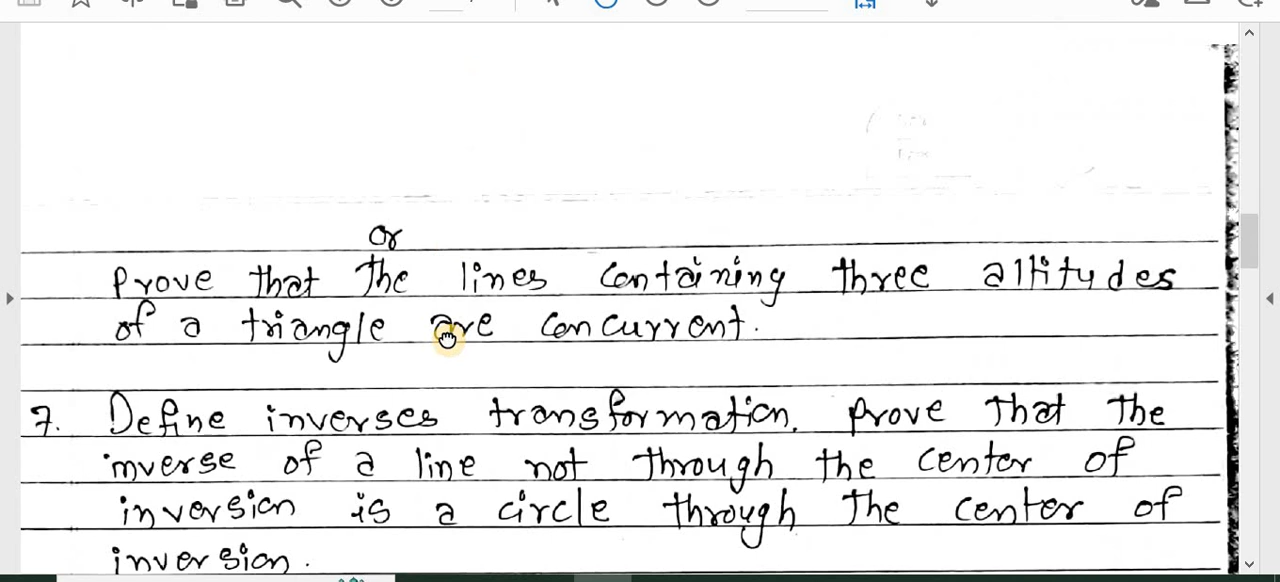 or
Prove that the lines containing three altitudes
of a triangle are concurrent.
7. Define inverses transformation. Prove that the
inverse of a line not through the center of
inversion is a circle through the center of
inversion.